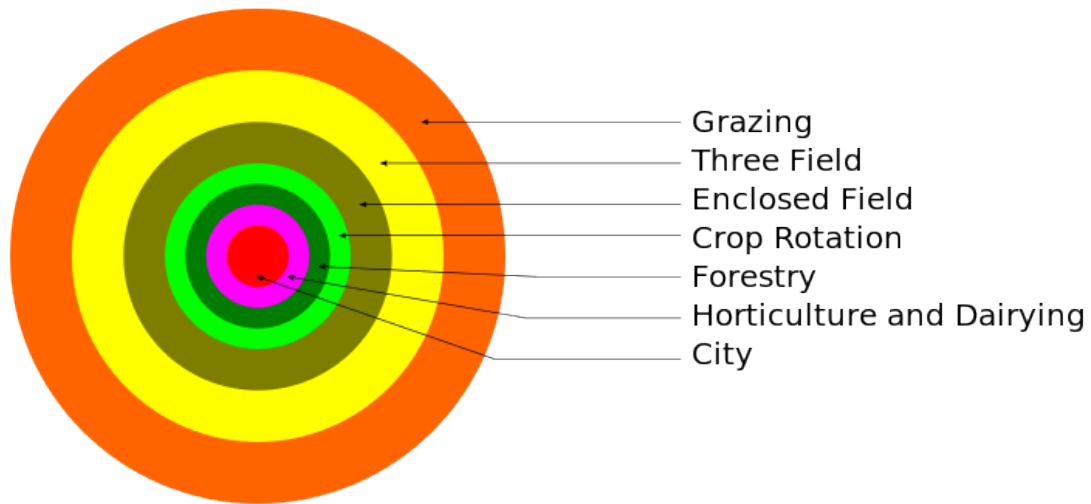 Grazing
Three Field
Enclosed Field
Crop Rotation
Forestry
Horticulture and Dairying
City